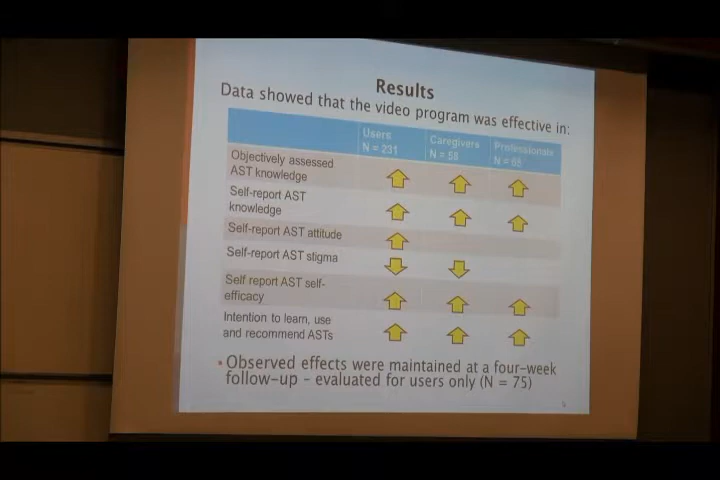 Results
Data showed that the video program was effective in:
Users
N = 231
Caregivers
N = 58
Professionals
N =
Objectively assessed
AST knowledge
Self-report AST
knowledge
Self-report AST attitude
Self-report AST stigma
Self report AST self-
efficacy
Intention to learn, use
and recommend ASTs
• Observed effects were maintained at a four-week
follow-up – evaluated for users only (N = 75)